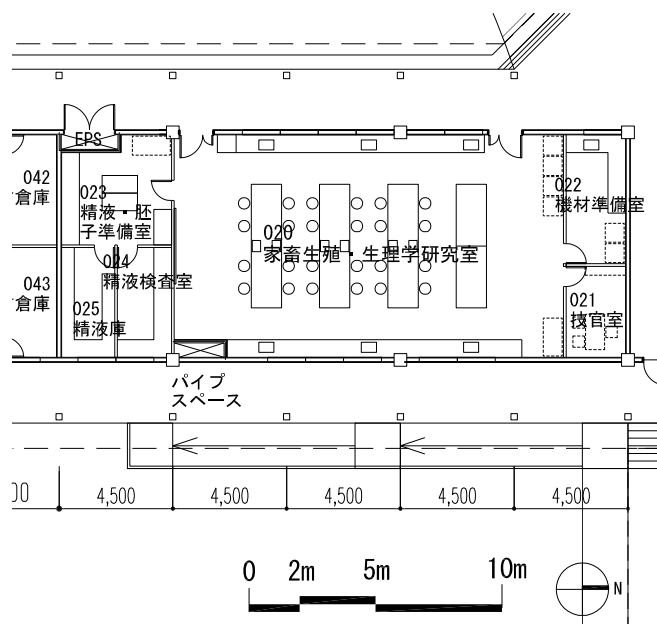 EPS
042
倉庫
023
精液・胚
子準備室
020
家畜生殖・生理学研究室
022
機材準備室
024
精液検査室
043
倉庫
025
精液庫
021
技官室
パイプ
スペース
00
4,500
4,500
4,500
4,500
4,500
0 2m 5m 10m
N